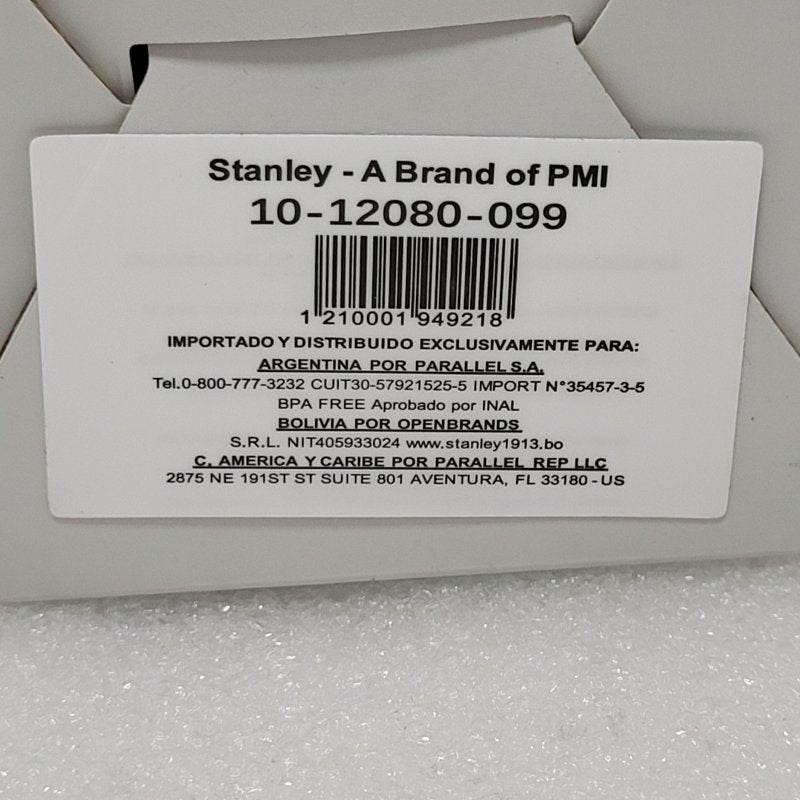 Stanley - A Brand of PMI
10-12080-099
1 210001 949218
IMPORTADO Y DISTRIBUIDO EXCLUSIVAMENTE PARA:
ARGENTINA POR PARALLEL S.A.
Tel.0-800-777-3232 CUIT30-57921525-5 IMPORT N°35457-3-5
BPA FREE Aprobado por INAL
BOLIVIA POR OPENBRANDS
S.R.L. NIT405933024 www.stanley1913.bo
C. AMERICA Y CARIBE POR PARALLEL REP LLC
2875 NE 191ST ST SUITE 801 AVENTURA, FL 33180 - US